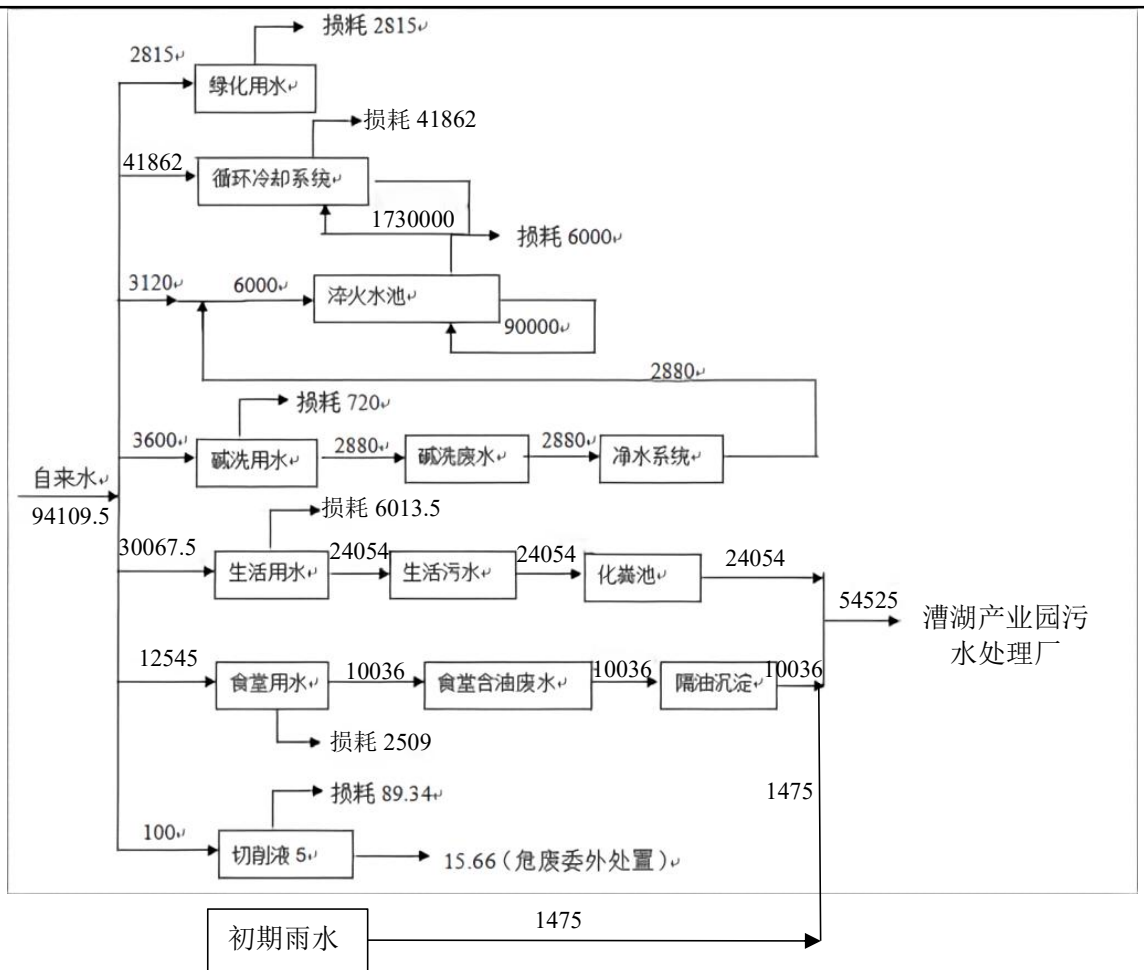 损耗 2815
2815
绿化用水
损耗 41862
41862
循环冷却系统
1730000
损耗 6000
3120
6000
淬火水池
90000
2880
损耗 720
3600
碱洗用水
2880
碱洗废水
2880
净水系统
自来水
94109.5
损耗 6013.5
30067.5
生活用水
24054
生活污水
24054
化粪池
24054
54525
漕湖产业园污
水处理厂
12545
食堂用水
10036
食堂含油废水
10036
隔油沉淀
10036
损耗 2509
1475
损耗 89.34
100
切削液 5
15.66（危废委外处置）
初期雨水
1475